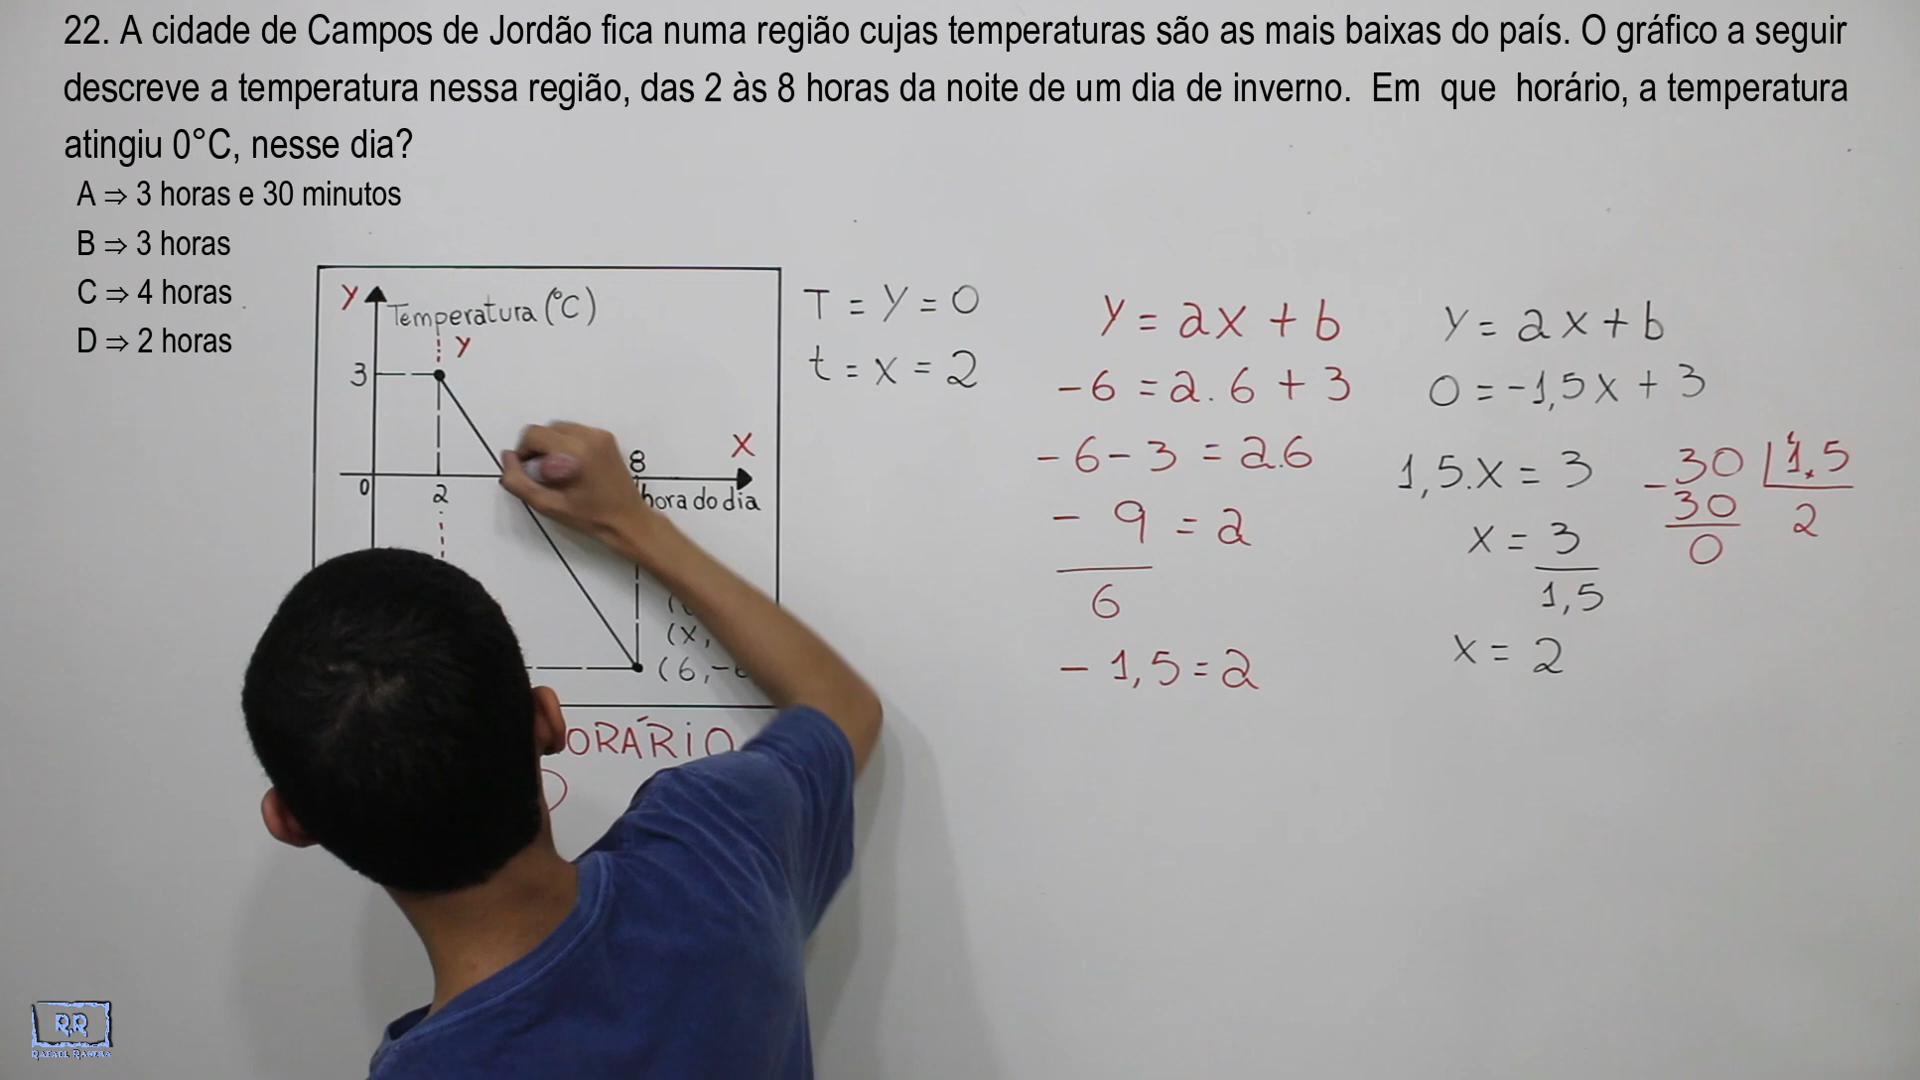 22. A cidade de Campos de Jordão fica numa região cujas temperaturas são as mais baixas do país. O gráfico a seguir
descreve a temperatura nessa região, das 2 às 8 horas da noite de um dia de inverno. Em que horário, a temperatura
atingiu 0°C, nesse dia?
A ⇒ 3 horas e 30 minutos
B ⇒ 3 horas
C ⇒ 4 horas
D ⇒ 2 horas
y
Temperatura (°C)
y
3
x
8
0
2
hora do dia
(x,
(6,-6
ORÁRIO
T = y = 0
t = x = 2
y = ax + b
-6 = a.6 + 3
-6-3 = a.6
-9 = a
6
-1,5 = a
y = ax + b
0 = -1,5x + 3
1,5.x = 3
x = 3
1,5
x = 2
-30 1,5
30 2
0
R.R